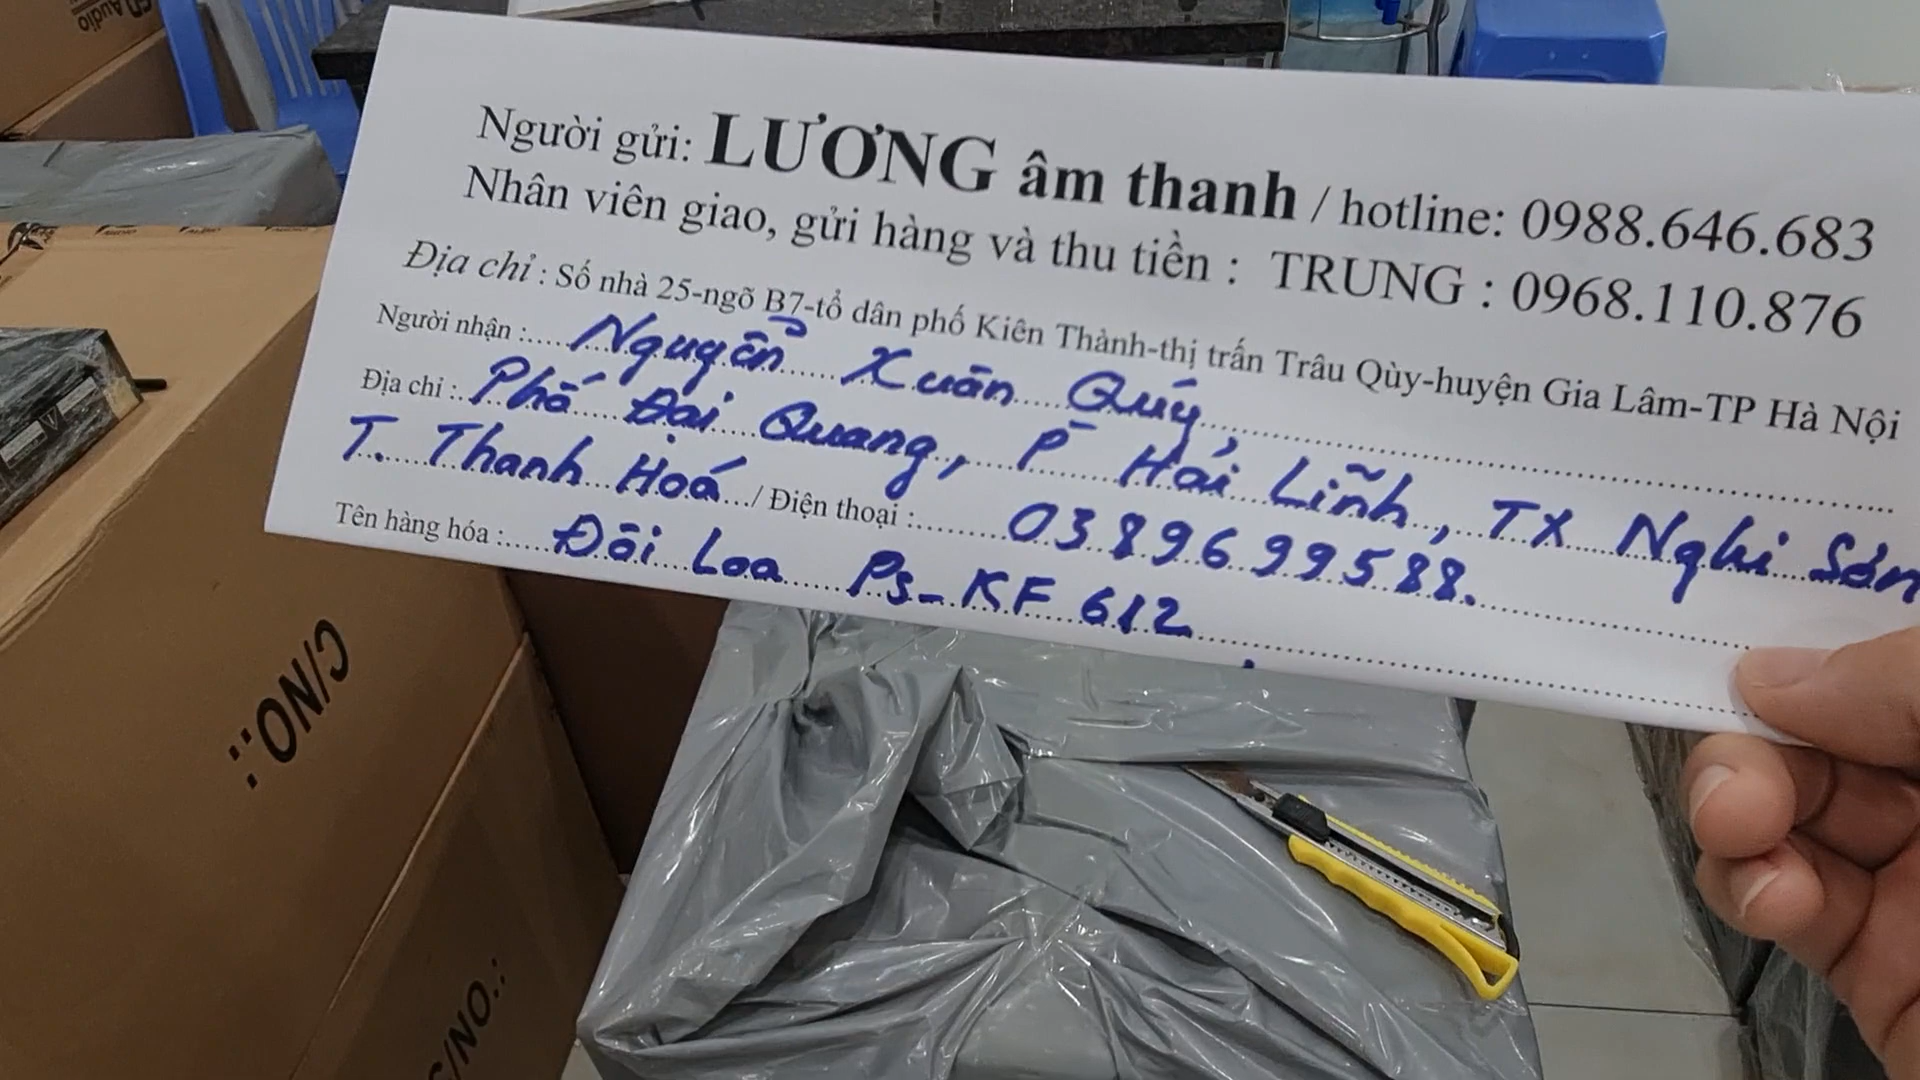 Người gửi: LƯƠNG âm thanh / hotline: 0988.646.683
Nhân viên giao, gửi hàng và thu tiền : TRUNG : 0968.110.876
Địa chỉ : Số nhà 25-ngõ B7-tổ dân phố Kiên Thành-thị trấn Trâu Qùy-huyện Gia Lâm-TP Hà Nội
Người nhận :..... Nguyễn Xuân Quý
Địa chỉ :.. Phố Đại Quang, P Hải Lĩnh, TX Nghi Sơn
T. Thanh Hoá .../ Điện thoại :....... 0389699588.
Tên hàng hóa :..... Đôi Loa Ps-KF 612
C/NO.:
C/NO.:
Audio